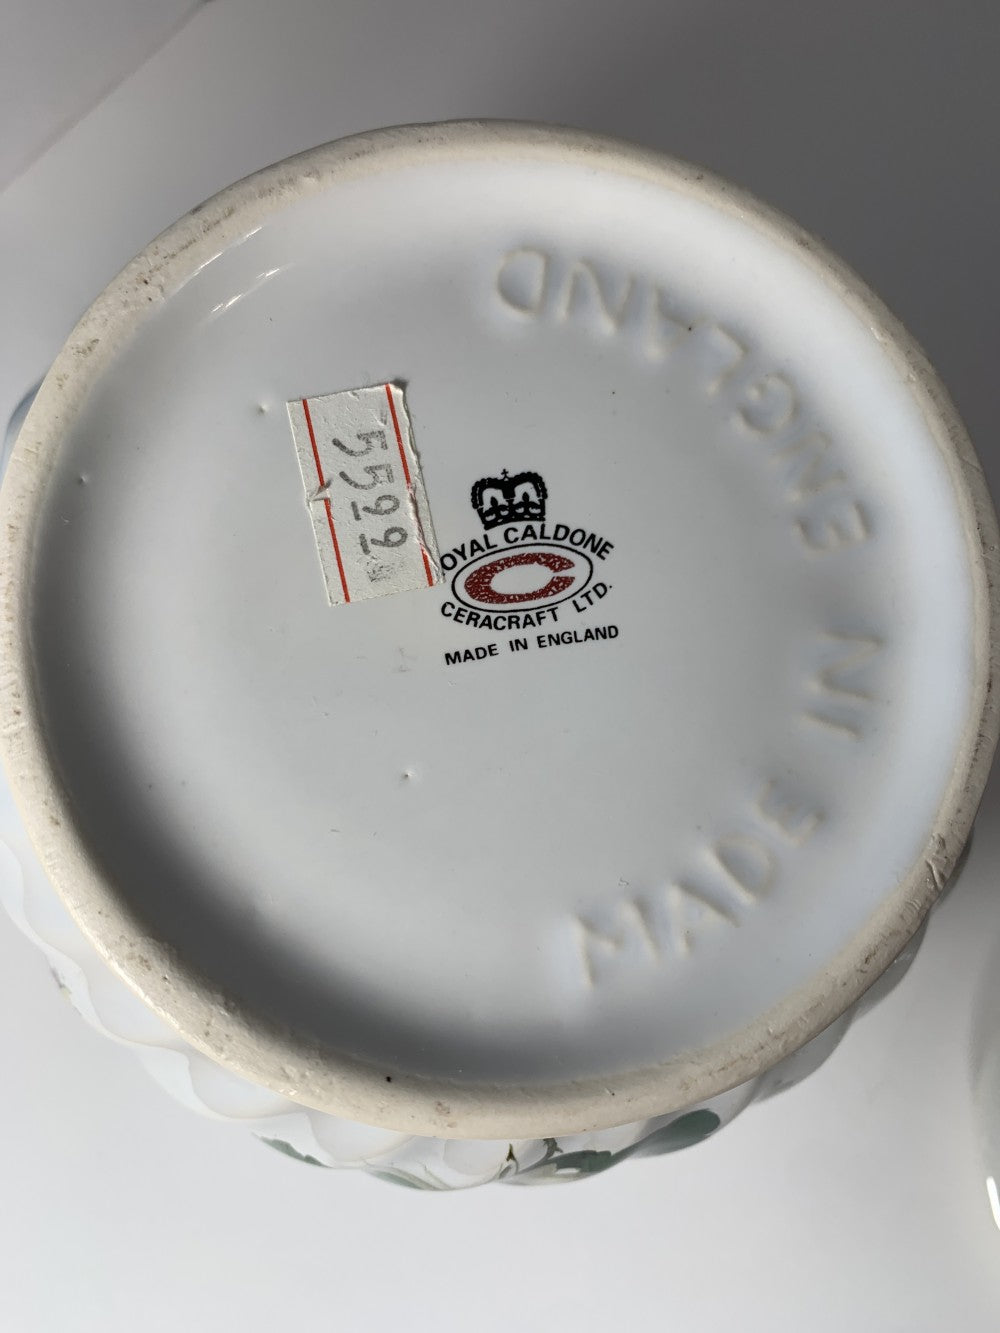 5599
OYAL CALDONE
C
CERACRAFT LTD.
MADE IN ENGLAND
MADE IN ENGLAND